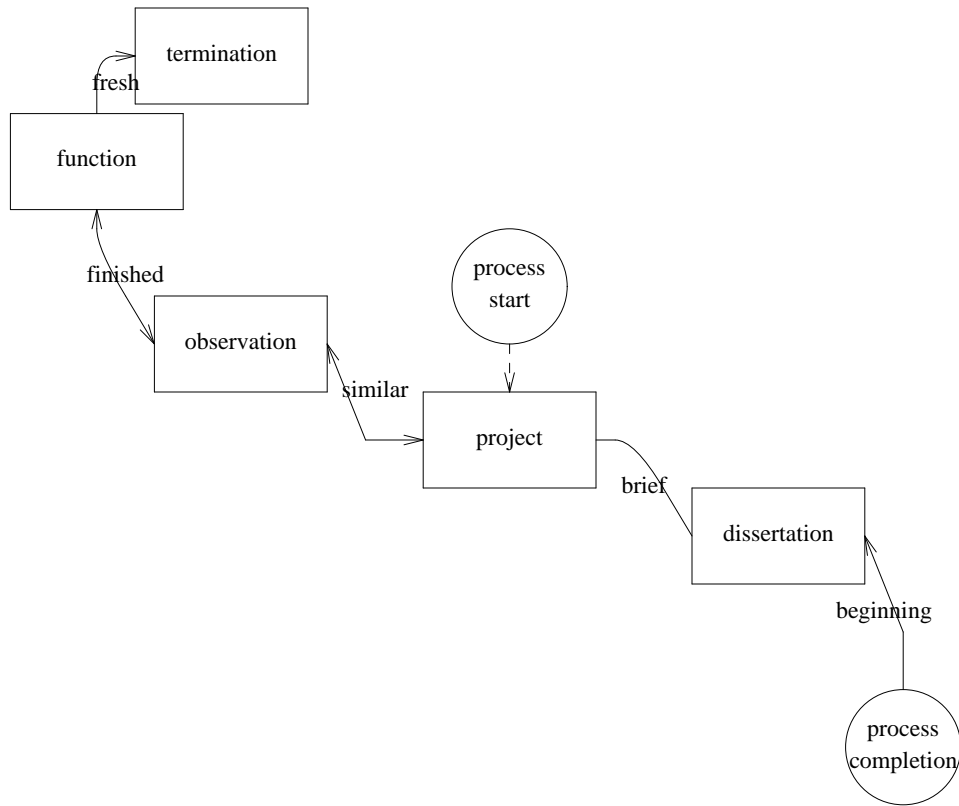 termination
fresh
function
process
start
finished
observation
similar
project
brief
dissertation
beginning
process
completion